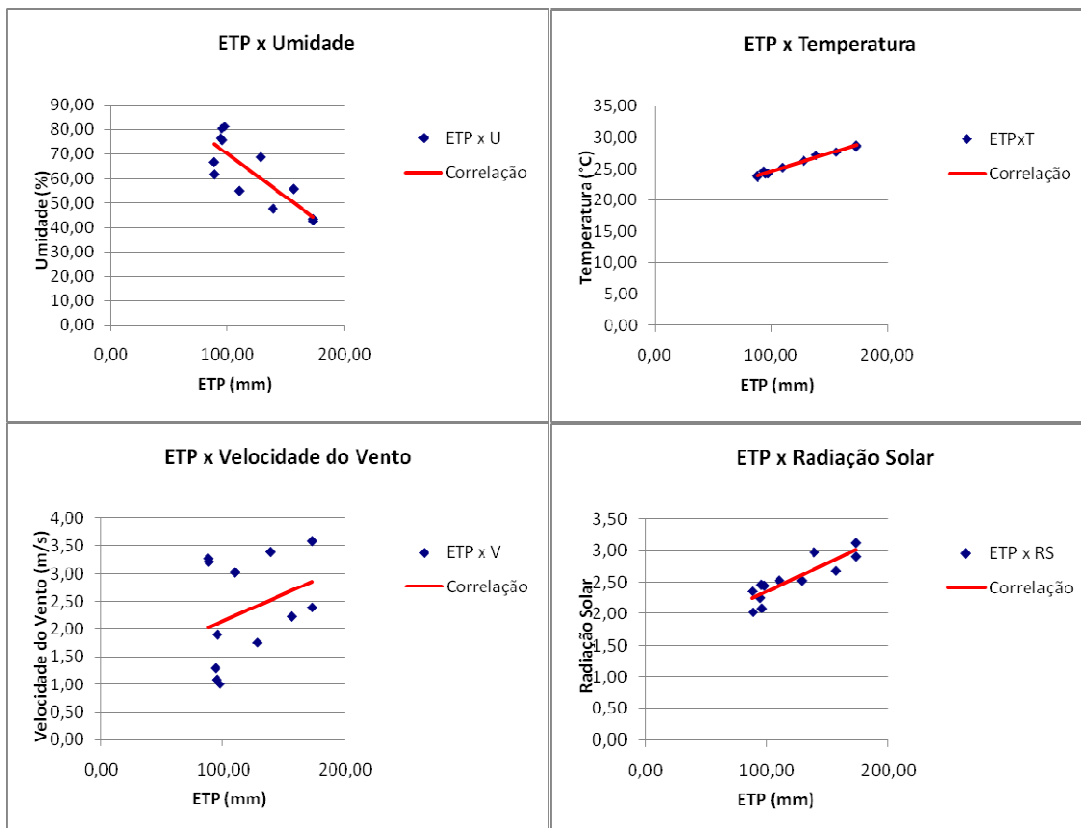 ETP x Umidade
Umidade (%)
90,00
80,00
70,00
60,00
50,00
40,00
30,00
20,00
10,00
0,00
0,00 100,00 200,00
ETP (mm)
ETP x U
Correlação
ETP x Temperatura
Temperatura (°C)
35,00
30,00
25,00
20,00
15,00
10,00
5,00
0,00
0,00 100,00 200,00
ETP (mm)
ETPxT
Correlação
ETP x Velocidade do Vento
Velocidade do Vento (m/s)
4,00
3,50
3,00
2,50
2,00
1,50
1,00
0,50
0,00
0,00 100,00 200,00
ETP (mm)
ETP x V
Correlação
ETP x Radiação Solar
Radiação Solar
3,50
3,00
2,50
2,00
1,50
1,00
0,50
0,00
0,00 100,00 200,00
ETP (mm)
ETP x RS
Correlação